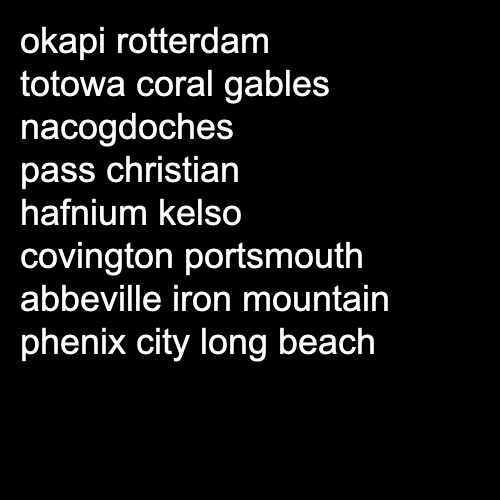 okapi rotterdam
totowa coral gables
nacogdoches
pass christian
hafnium kelso
covington portsmouth
abbeville iron mountain
phenix city long beach